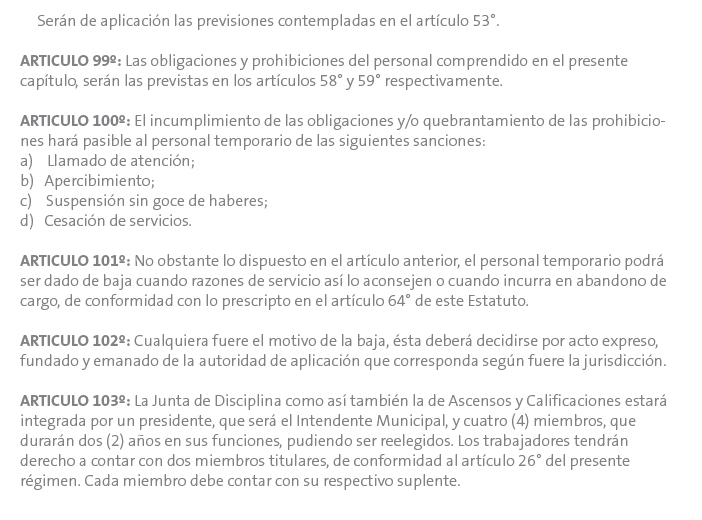 Serán de aplicación las previsiones contempladas en el artículo 53°.
ARTICULO 99º: Las obligaciones y prohibiciones del personal comprendido en el presente
capítulo, serán las previstas en los artículos 58° y 59° respectivamente.
ARTICULO 100º: El incumplimiento de las obligaciones y/o quebrantamiento de las prohibicio-
nes hará pasible al personal temporario de las siguientes sanciones:
a) Llamado de atención;
b) Apercibimiento;
c) Suspensión sin goce de haberes;
d) Cesación de servicios.
ARTICULO 101º: No obstante lo dispuesto en el artículo anterior, el personal temporario podrá
ser dado de baja cuando razones de servicio así lo aconsejen o cuando incurra en abandono de
cargo, de conformidad con lo prescripto en el artículo 64° de este Estatuto.
ARTICULO 102º: Cualquiera fuere el motivo de la baja, ésta deberá decidirse por acto expreso,
fundado y emanado de la autoridad de aplicación que corresponda según fuere la jurisdicción.
ARTICULO 103º: La Junta de Disciplina como así también la de Ascensos y Calificaciones estará
integrada por un presidente, que será el Intendente Municipal, y cuatro (4) miembros, que
durarán dos (2) años en sus funciones, pudiendo ser reelegidos. Los trabajadores tendrán
derecho a contar con dos miembros titulares, de conformidad al artículo 26° del presente
régimen. Cada miembro debe contar con su respectivo suplente.